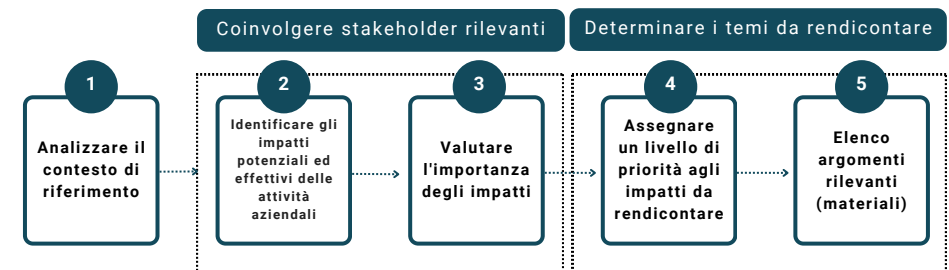 Coinvolgere stakeholder rilevanti
Determinare i temi da rendicontare
1
Analizzare il
contesto di
riferimento
2
Identificare gli
impatti
potenziali ed
effettivi delle
attività
aziendali
3
Valutare
l'importanza
degli impatti
4
Assegnare
un livello di
priorità agli
impatti da
rendicontare
5
Elenco
argomenti
rilevanti
(materiali)